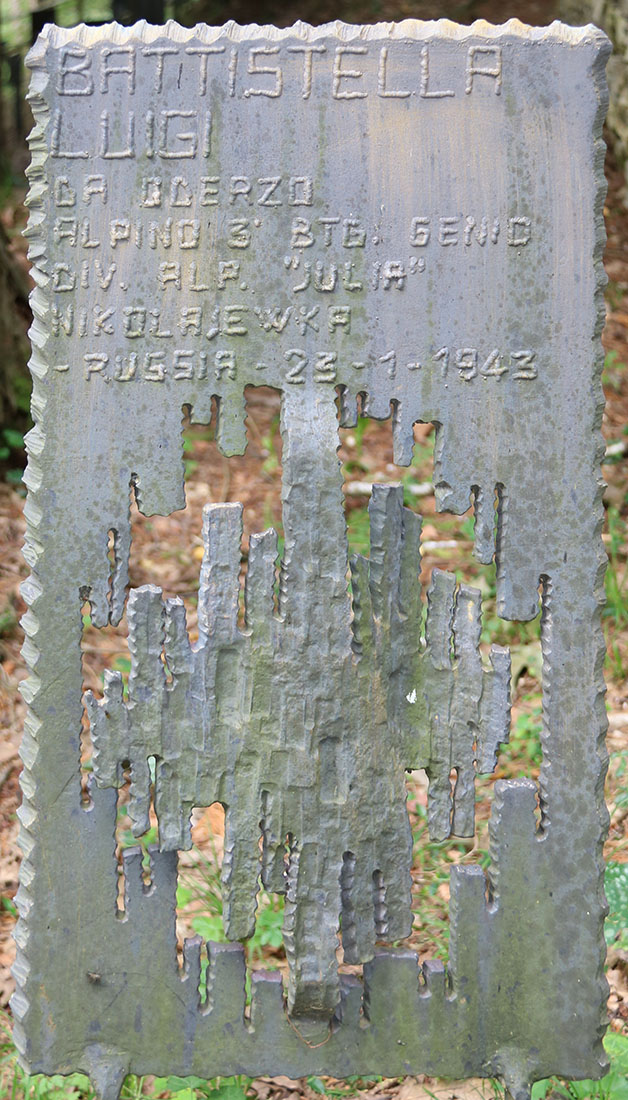 BATTISTELLA
LUIGI
DA ODERZO
ALPINO 3° BTG. GENIO
DIV. ALP. "JULIA"
NIKOLAJEWKA
- RUSSIA - 23 - 1 - 1943